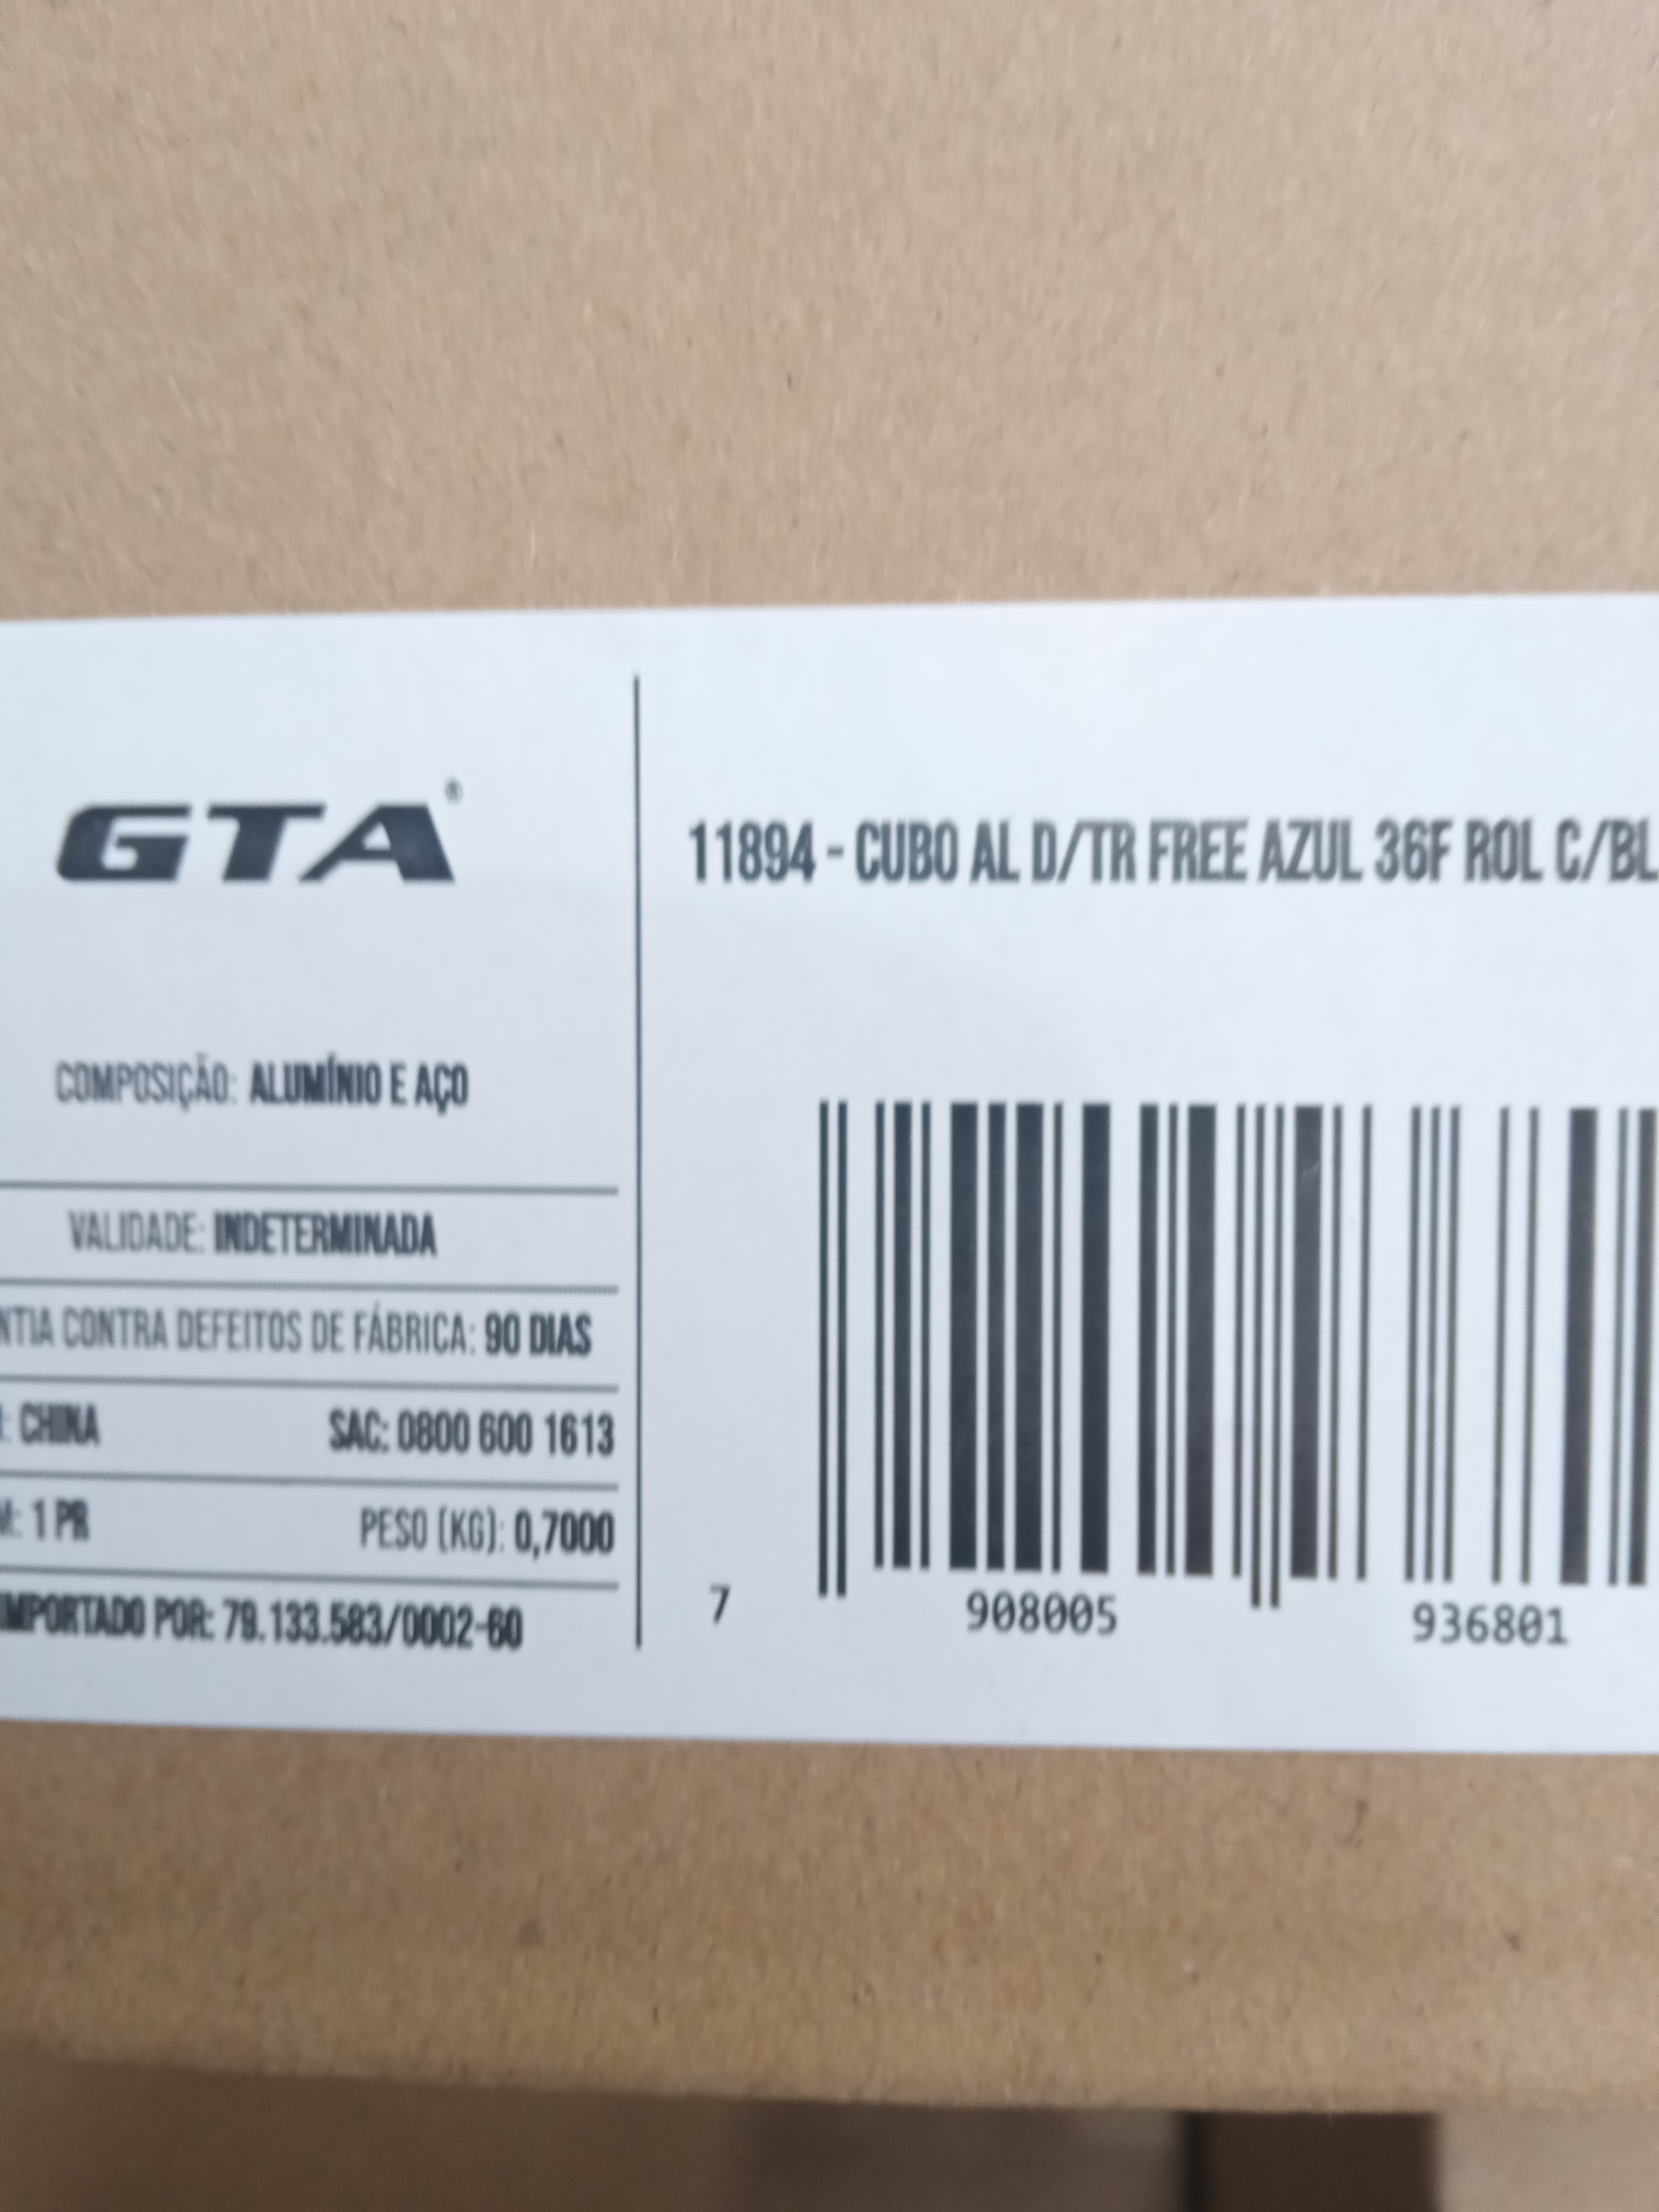 GTA®
11894 - CUBO AL D/TR FREE AZUL 36F ROL C/BL
COMPOSIÇÃO: ALUMÍNIO E AÇO
VALIDADE: INDETERMINADA
NTIA CONTRA DEFEITOS DE FÁBRICA: 90 DIAS
: CHINA SAC: 0800 600 1613
M: 1 PR PESO (KG): 0,7000
IMPORTADO POR: 79.133.583/0002-60
7 908005 936801